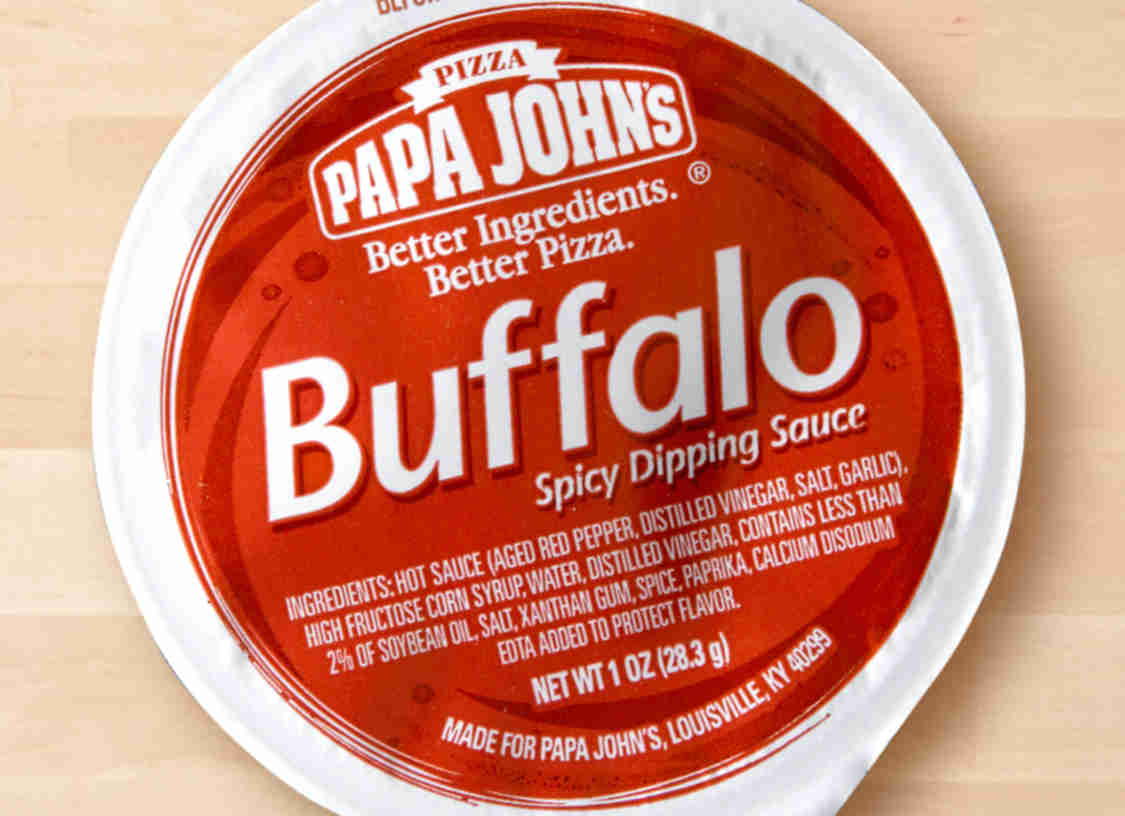 PIZZA
PAPA JOHN'S
®
Better Ingredients.
Better Pizza.
Buffalo
Spicy Dipping Sauce
INGREDIENTS: HOT SAUCE (AGED RED PEPPER, DISTILLED VINEGAR, SALT, GARLIC),
HIGH FRUCTOSE CORN SYRUP, WATER, DISTILLED VINEGAR, CONTAINS LESS THAN
2% OF SOYBEAN OIL, SALT, XANTHAN GUM, SPICE, PAPRIKA, CALCIUM DISODIUM
EDTA ADDED TO PROTECT FLAVOR.
NET WT 1 OZ (28.3 g)
MADE FOR PAPA JOHN'S, LOUISVILLE, KY 40299